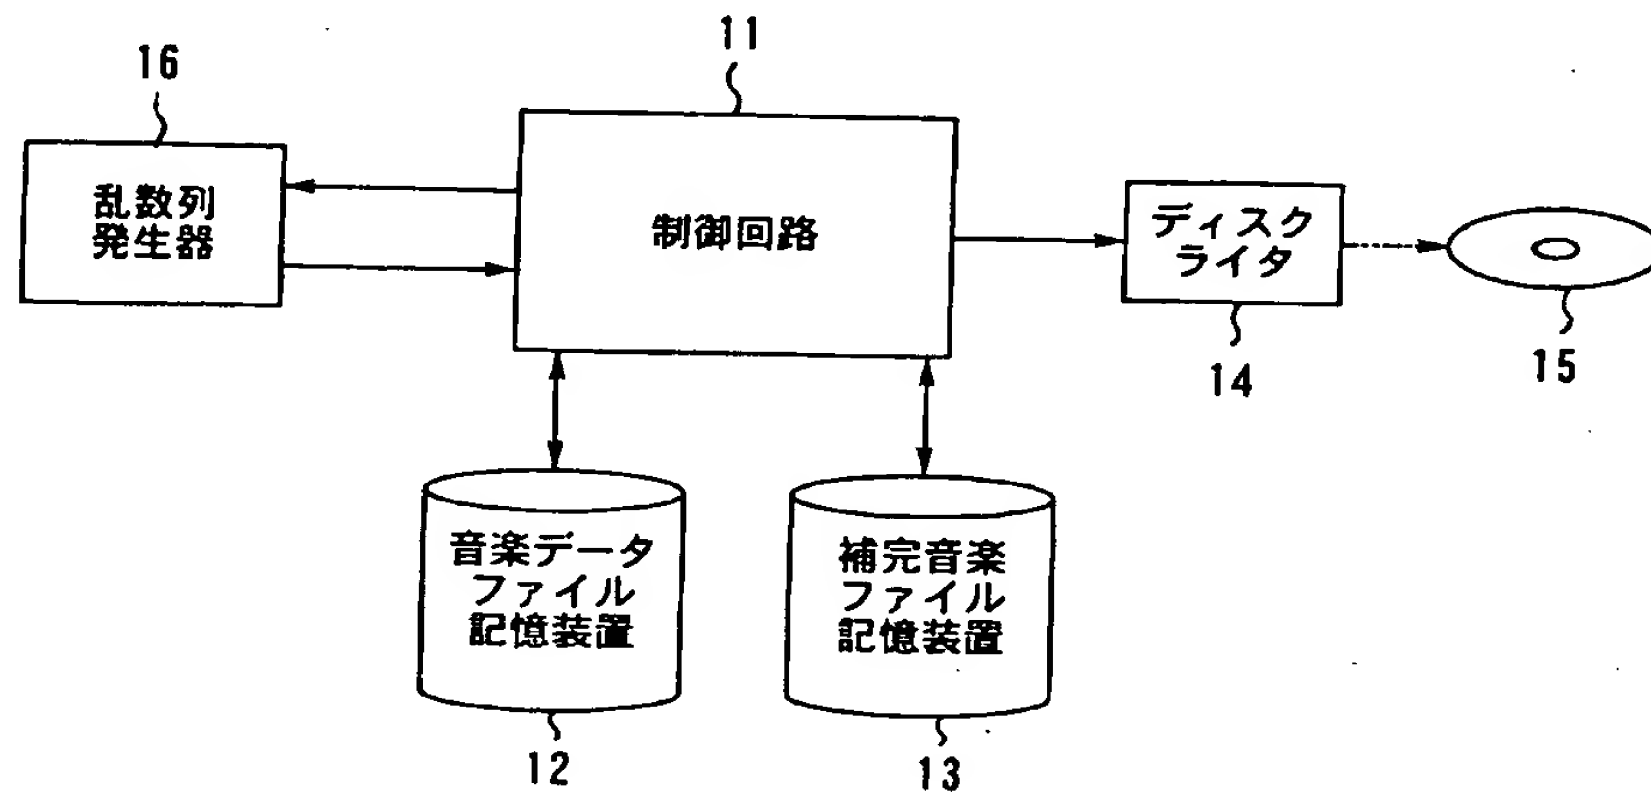 11
16
乱数列
発生器
制御回路
ディスク
ライタ
14
15
音楽データ
ファイル
記憶装置
補完音楽
ファイル
記憶装置
12
13